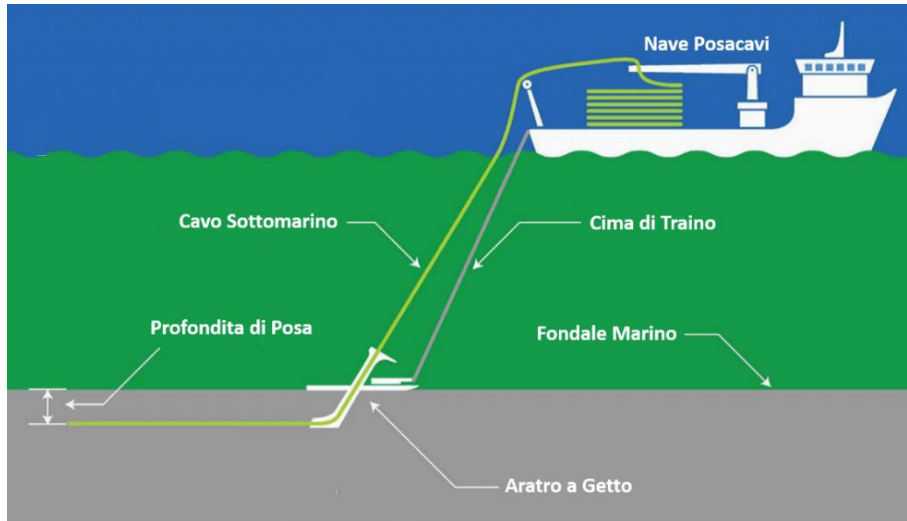 Nave Posacavi
Cavo Sottomarino
Cima di Traino
Profondita di Posa
Fondale Marino
Aratro a Getto